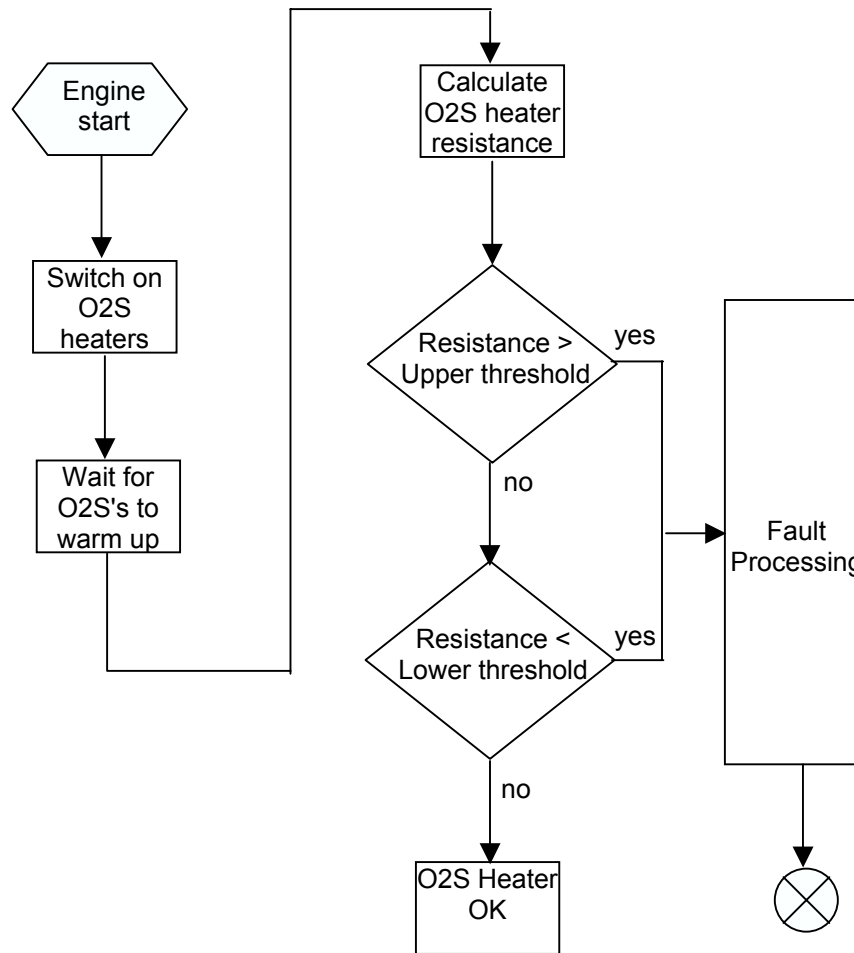 Engine
start
Switch on
O2S
heaters
Wait for
O2S's to
warm up
Calculate
O2S heater
resistance
Resistance >
Upper threshold
yes
no
Resistance <
Lower threshold
yes
no
O2S Heater
OK
Fault
Processing